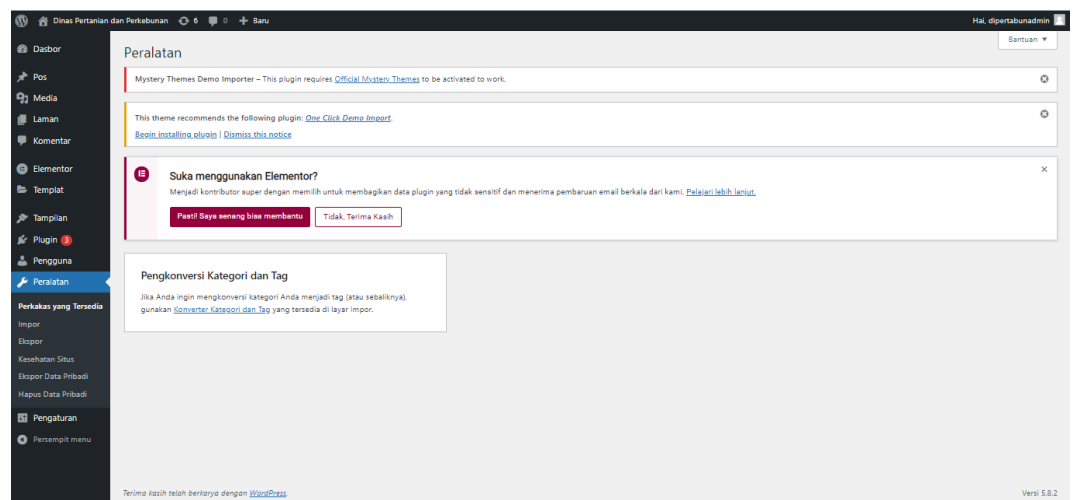 Dinas Pertanian dan Perkebunan 6 0 + Baru Hai, dipertabunadmin
Bantuan ▼
Dasbor
Pos
Media
Laman
Komentar
Elementor
Templat
Tampilan
Plugin 3
Pengguna
Peralatan
Perkakas yang Tersedia
Impor
Ekspor
Kesehatan Situs
Ekspor Data Pribadi
Hapus Data Pribadi
Pengaturan
Persempit menu
Peralatan
Mystery Themes Demo Importer – This plugin requires Official Mystery Themes to be activated to work.
This theme recommends the following plugin: One Click Demo Import.
Begin installing plugin | Dismiss this notice
Suka menggunakan Elementor?
Menjadi kontributor super dengan memilih untuk membagikan data plugin yang tidak sensitif dan menerima pembaruan email berkala dari kami. Pelajari lebih lanjut.
Pasti! Saya senang bisa membantu Tidak, Terima Kasih
Pengkonversi Kategori dan Tag
Jika Anda ingin mengkonversi kategori Anda menjadi tag (atau sebaliknya),
gunakan Konverter Kategori dan Tag yang tersedia di layar Impor.
Terima kasih telah berkarya dengan WordPress. Versi 5.8.2